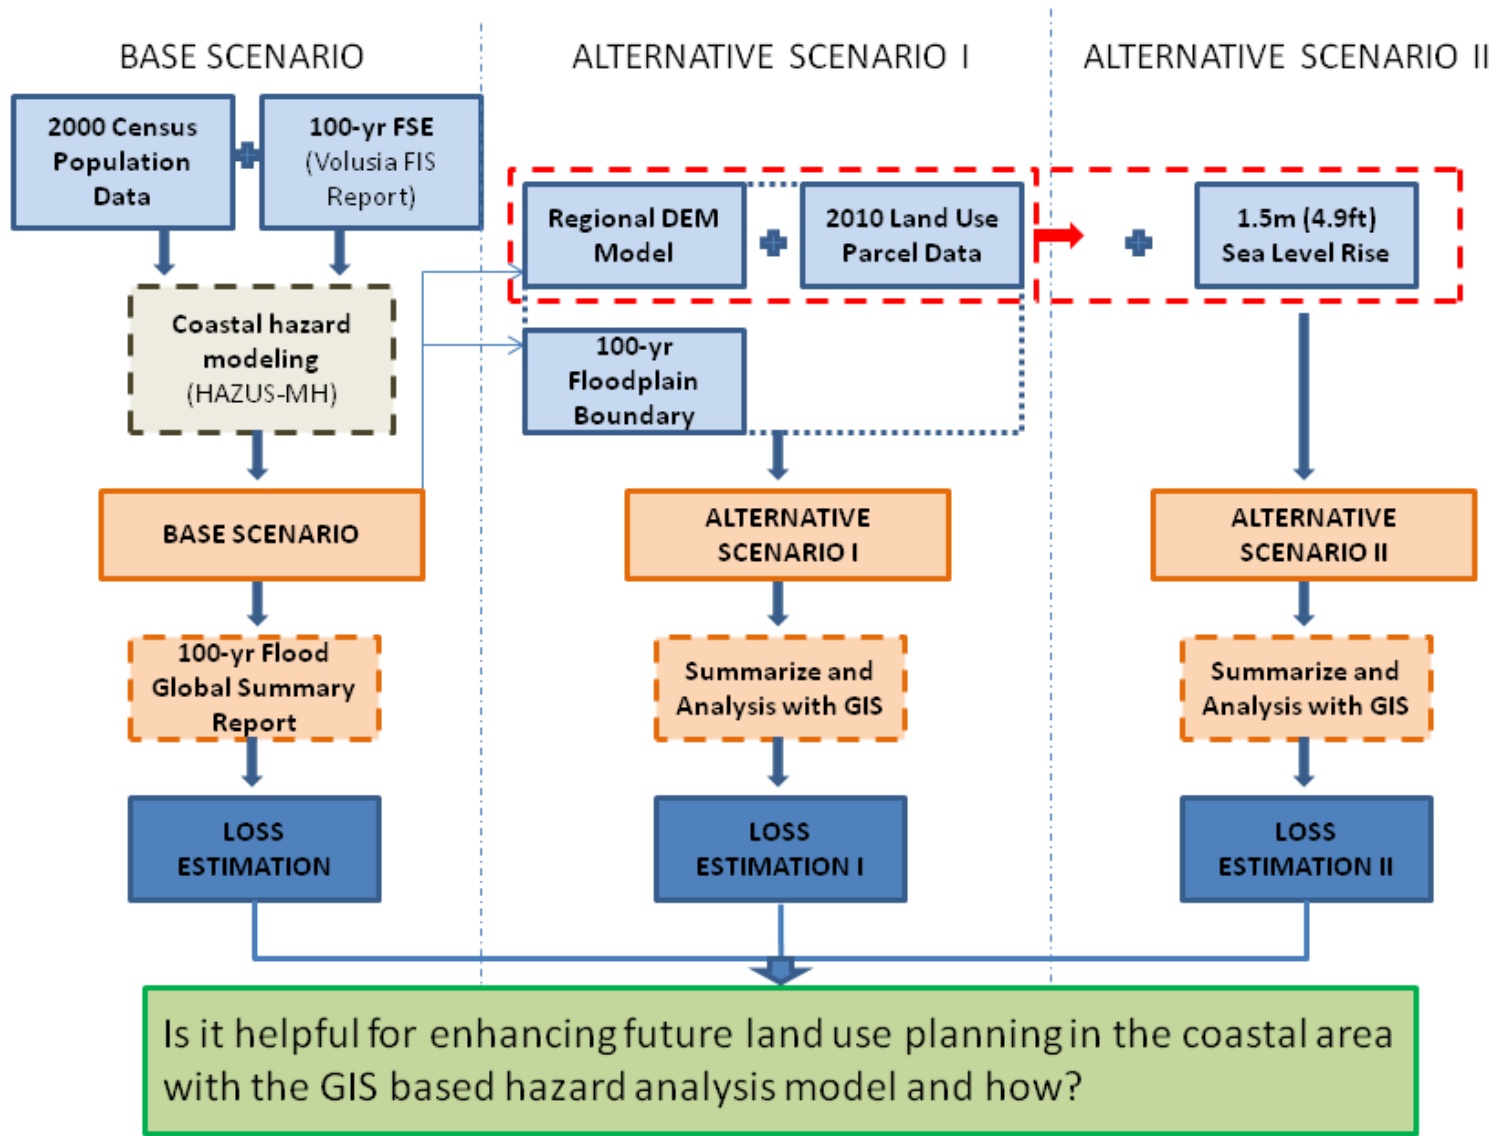 BASE SCENARIO
ALTERNATIVE SCENARIO I
ALTERNATIVE SCENARIO II
2000 Census
Population
Data
100-yr FSE
(Volusia FIS
Report)
Regional DEM
Model
2010 Land Use
Parcel Data
1.5m (4.9ft)
Sea Level Rise
Coastal hazard
modeling
(HAZUS-MH)
100-yr
Floodplain
Boundary
BASE SCENARIO
ALTERNATIVE
SCENARIO I
ALTERNATIVE
SCENARIO II
100-yr Flood
Global Summary
Report
Summarize and
Analysis with GIS
Summarize and
Analysis with GIS
LOSS
ESTIMATION
LOSS
ESTIMATION I
LOSS
ESTIMATION II
Is it helpful for enhancing future land use planning in the coastal area
with the GIS based hazard analysis model and how?